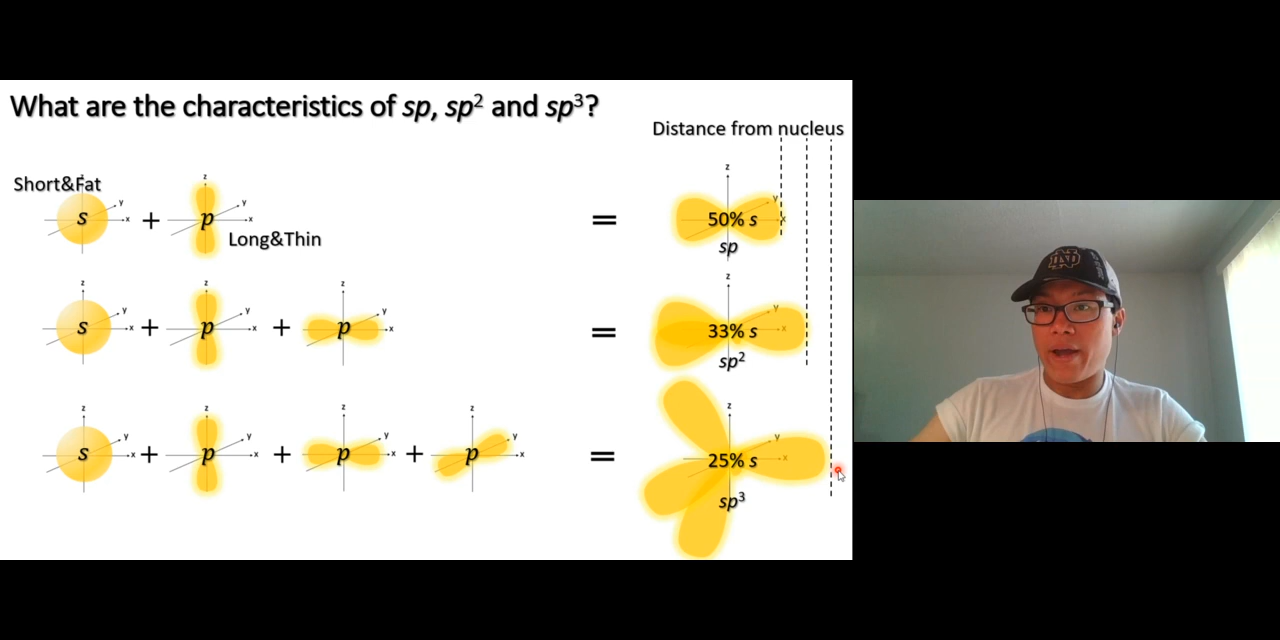 What are the characteristics of sp, sp² and sp³?
Distance from nucleus
Short&Fat
z
y
x
s
+
z
y
x
p
Long&Thin
=
z
y
x
50% s
sp
z
y
x
s
+
z
y
x
p
+
z
y
x
p
=
z
y
x
33% s
sp²
z
y
x
s
+
z
y
x
p
+
z
y
x
p
+
z
y
x
p
=
z
y
x
25% s
sp³
ND